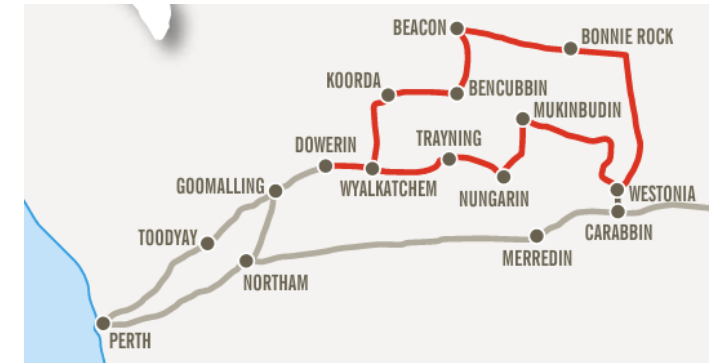 BEACON
BONNIE ROCK
KOORDA
BENCUBBIN
MUKINBUDIN
DOWERIN
TRAYNING
GOOMALLING
WYALKATCHEM
NUNGARIN
WESTONIA
TOODYAY
CARABBIN
MERREDIN
NORTHAM
PERTH